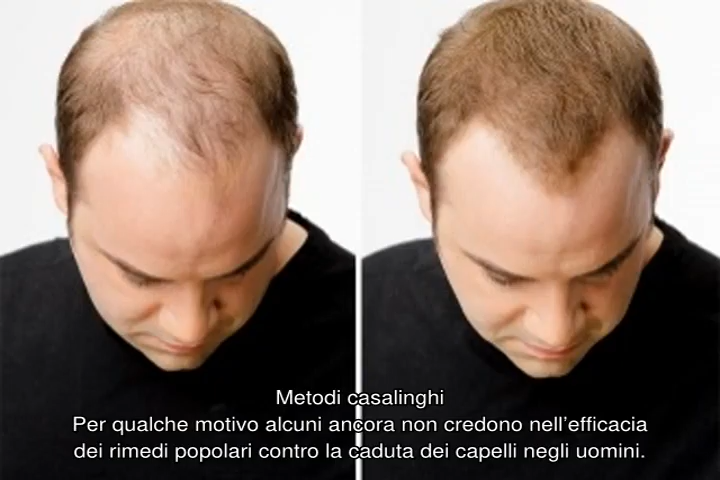 Metodi casalinghi
Per qualche motivo alcuni ancora non credono nell'efficacia
dei rimedi popolari contro la caduta dei capelli negli uomini.